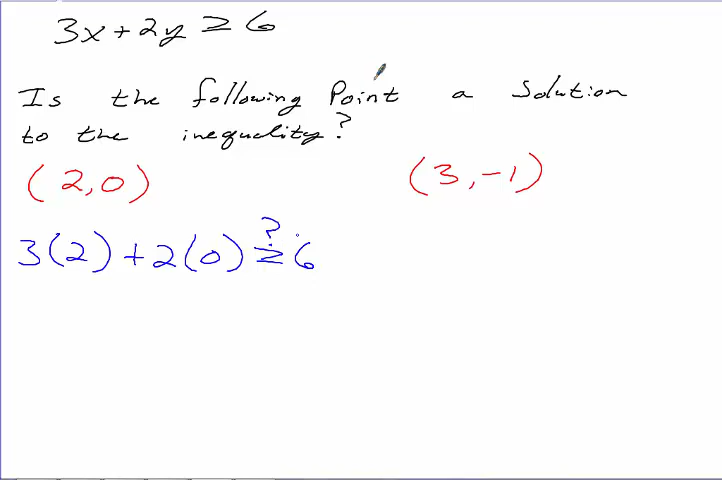 3x+2y ≥ 6
Is the following Point a Solution
to the inequality?
(2,0) (3,-1)
3(2)+2(0) ≥? 6